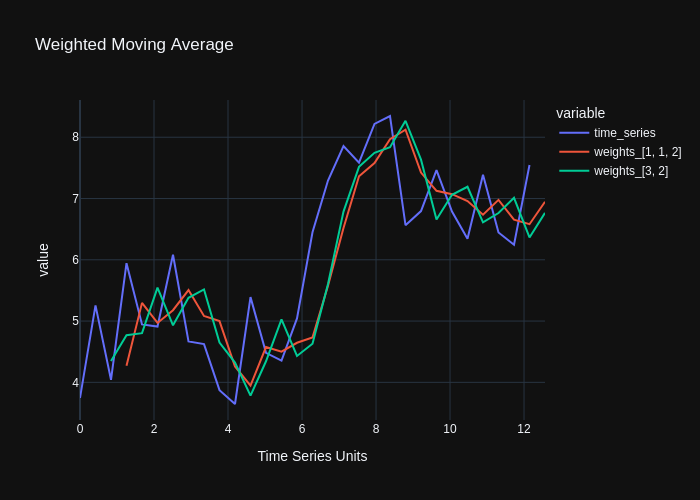 Weighted Moving Average
variable
time_series
weights_[1, 1, 2]
weights_[3, 2]
value
8
7
6
5
4
0 2 4 6 8 10 12
Time Series Units